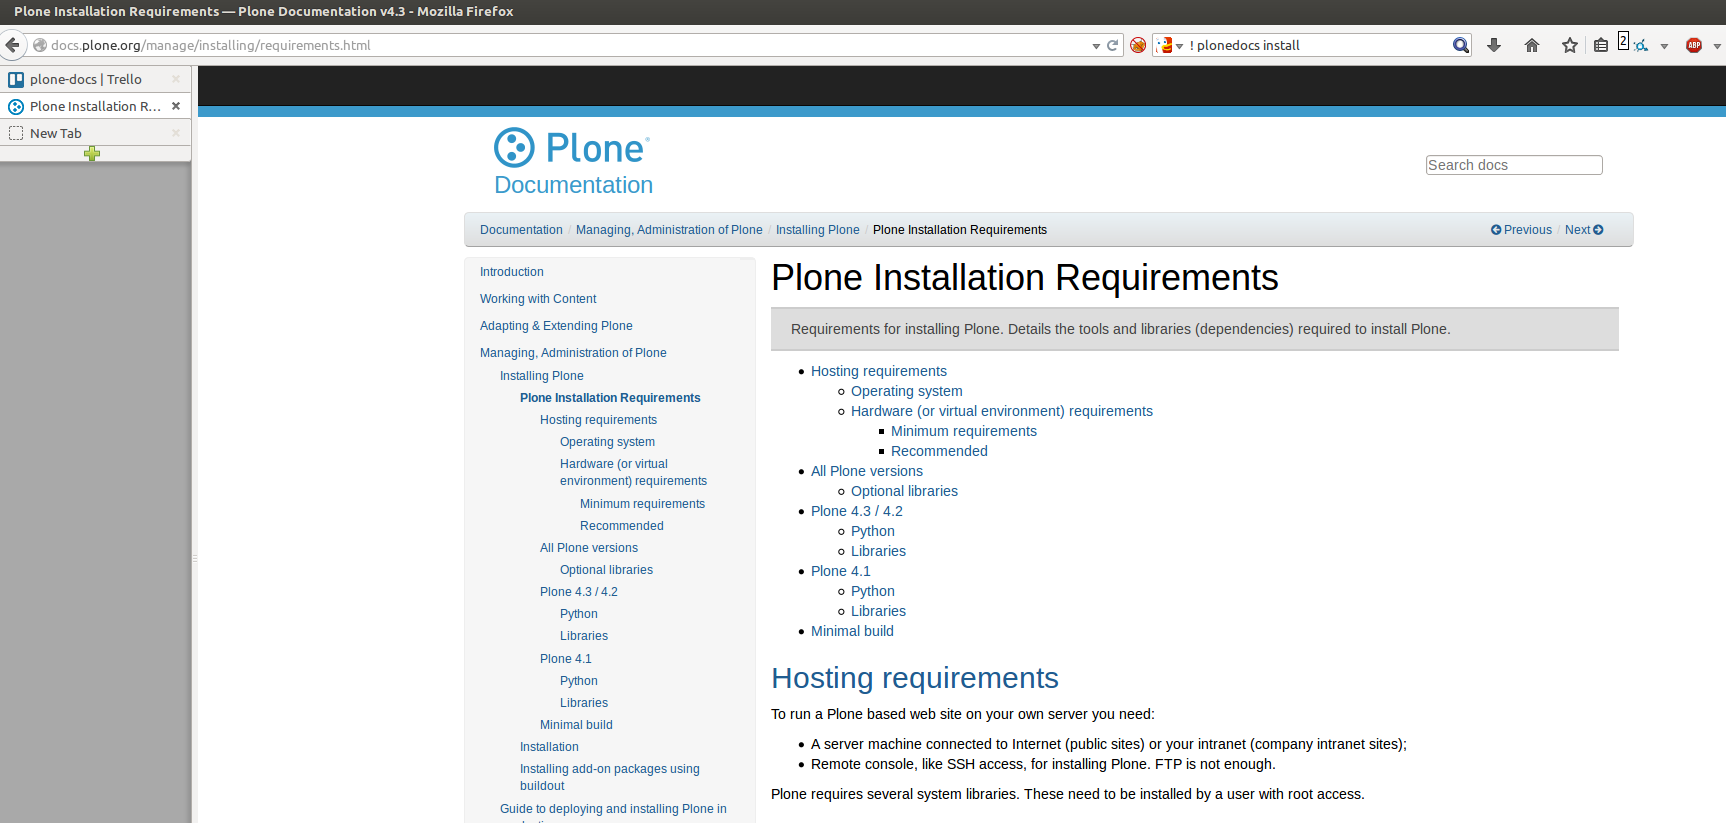 Plone Installation Requirements — Plone Documentation v4.3 - Mozilla Firefox
docs.plone.org/manage/installing/requirements.html
! plonedocs install
2
ABP
plone-docs | Trello
Plone Installation R...
New Tab
Plone
Documentation
Search docs
Documentation / Managing, Administration of Plone / Installing Plone / Plone Installation Requirements
Previous / Next
Introduction
Working with Content
Adapting & Extending Plone
Managing, Administration of Plone
Installing Plone
Plone Installation Requirements
Hosting requirements
Operating system
Hardware (or virtual
environment) requirements
Minimum requirements
Recommended
All Plone versions
Optional libraries
Plone 4.3 / 4.2
Python
Libraries
Plone 4.1
Python
Libraries
Minimal build
Installation
Installing add-on packages using
buildout
Guide to deploying and installing Plone in
Plone Installation Requirements
Requirements for installing Plone. Details the tools and libraries (dependencies) required to install Plone.
Hosting requirements
Operating system
Hardware (or virtual environment) requirements
Minimum requirements
Recommended
All Plone versions
Optional libraries
Plone 4.3 / 4.2
Python
Libraries
Plone 4.1
Python
Libraries
Minimal build
Hosting requirements
To run a Plone based web site on your own server you need:
A server machine connected to Internet (public sites) or your intranet (company intranet sites);
Remote console, like SSH access, for installing Plone. FTP is not enough.
Plone requires several system libraries. These need to be installed by a user with root access.